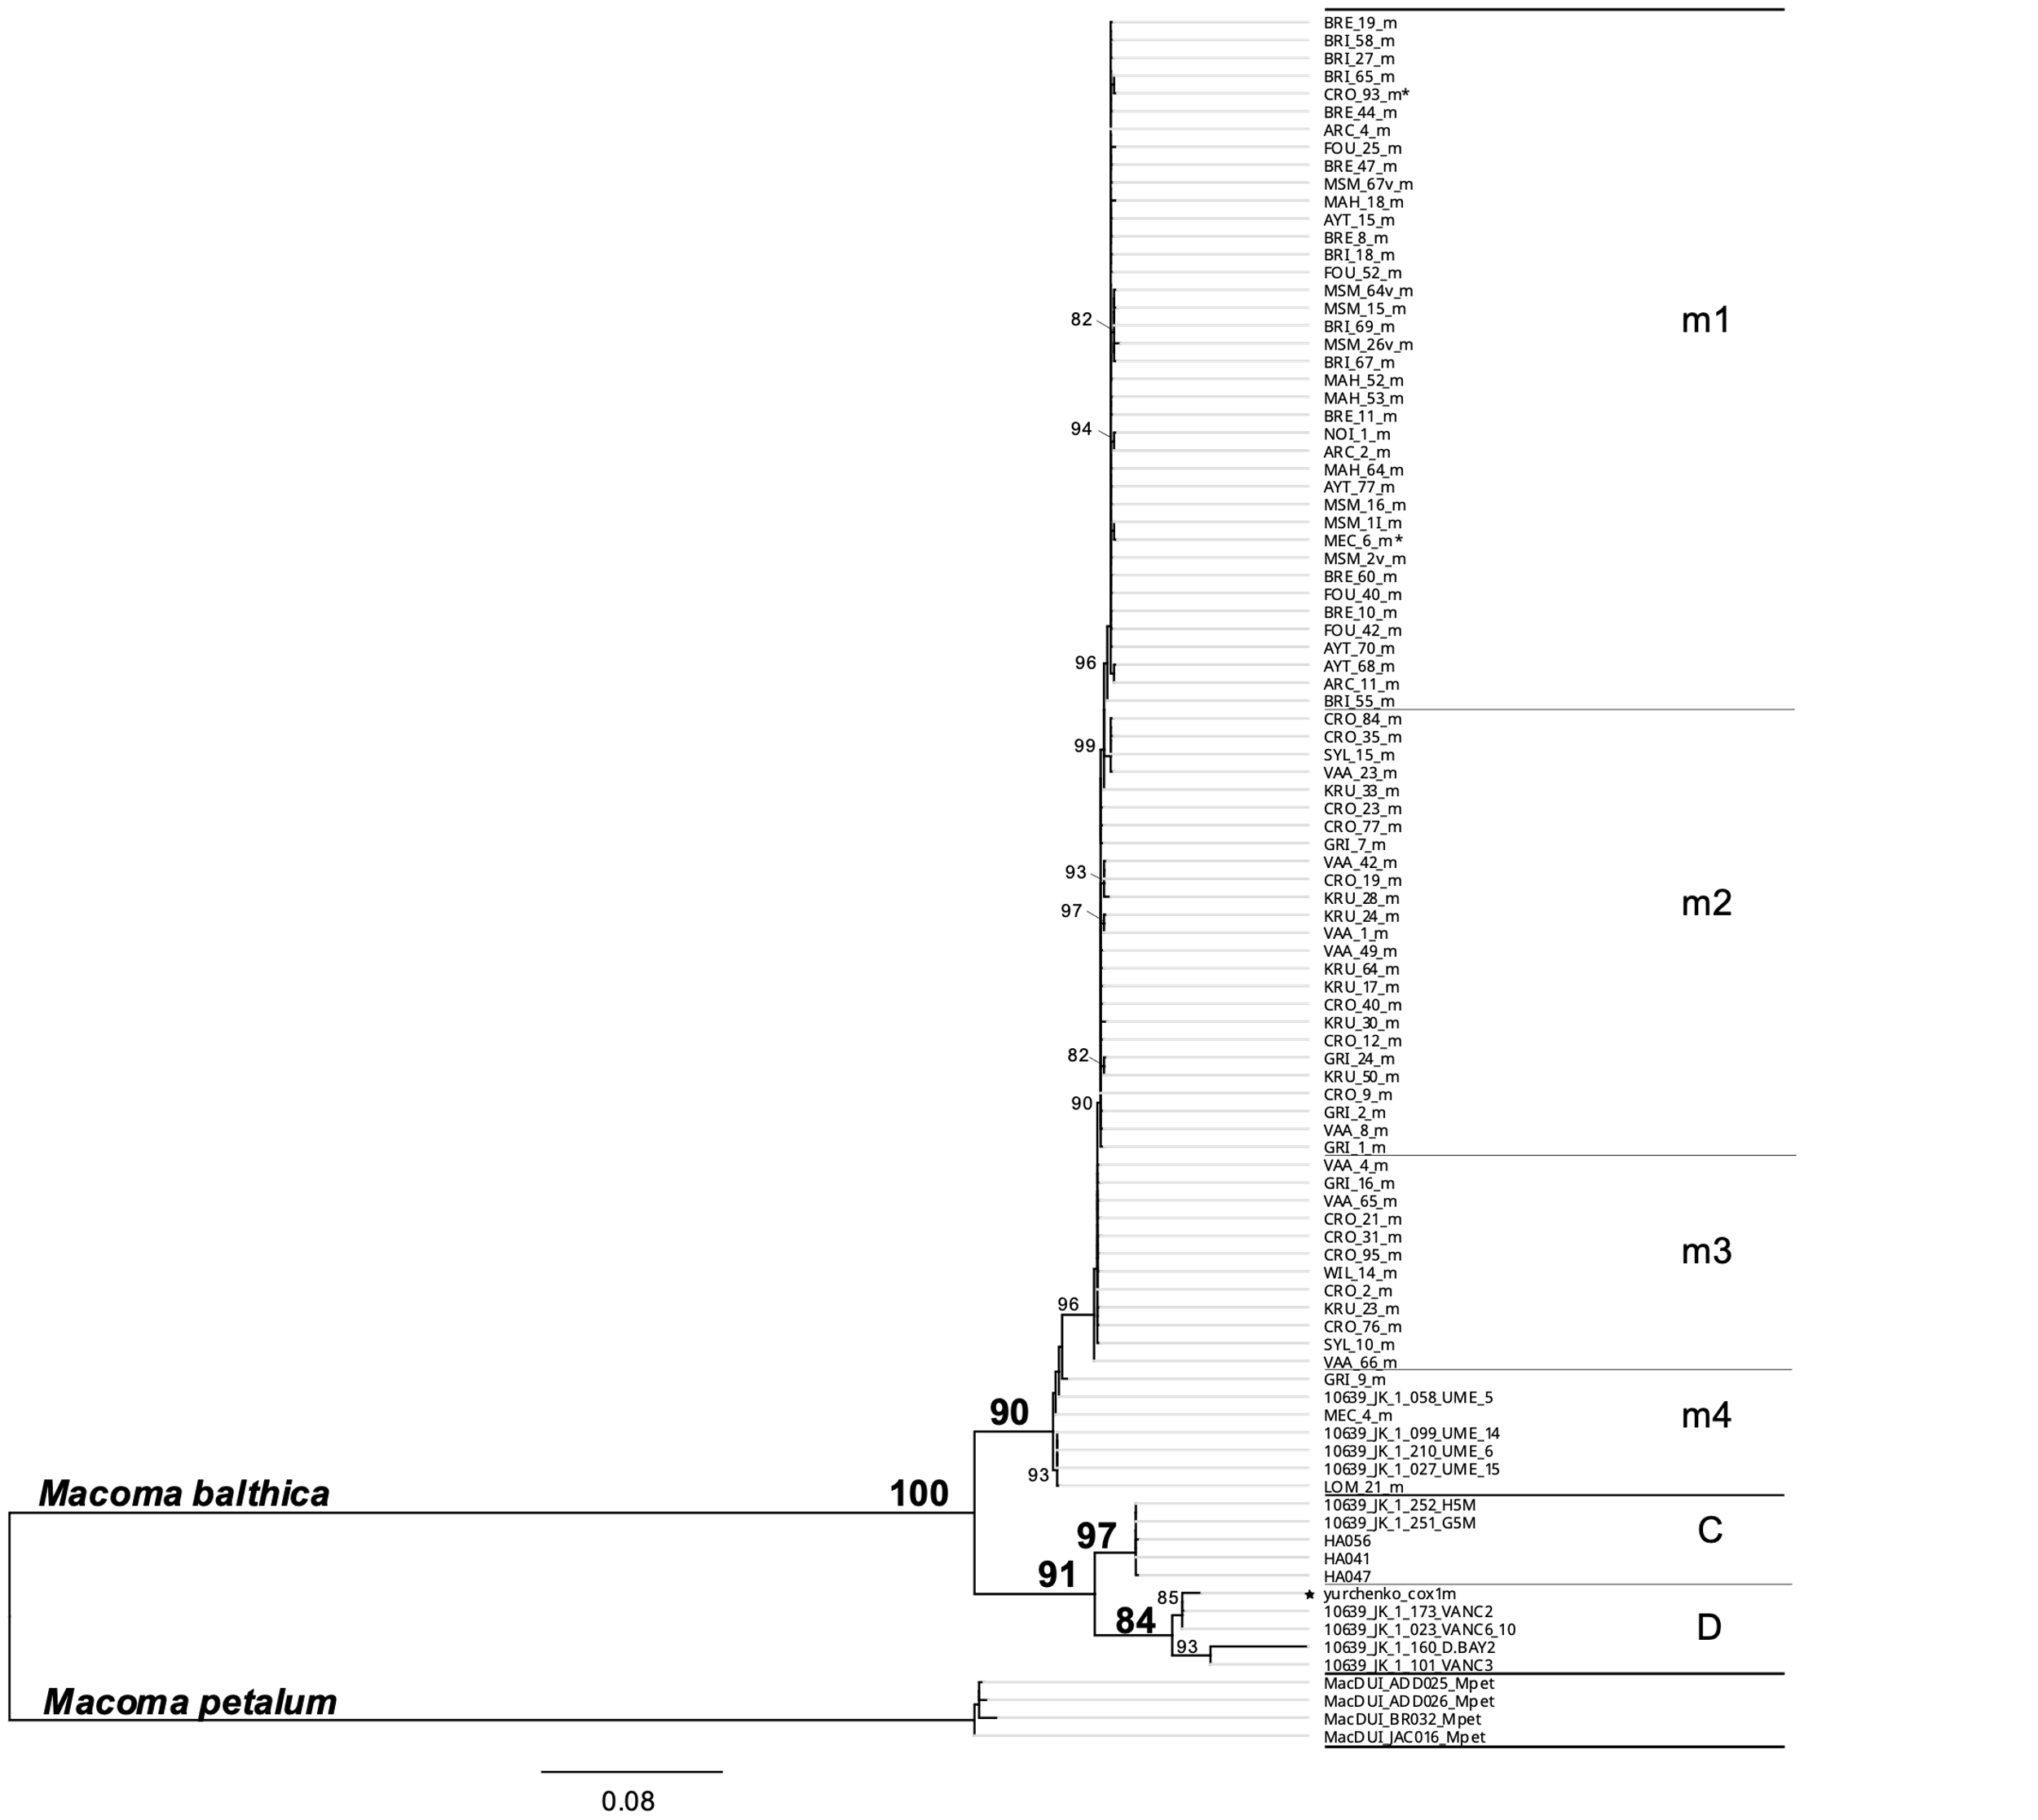 BRE_19_m
BRI_58_m
BRI_27_m
BRI_65_m
CRO_93_m*
BRE_44_m
ARC_4_m
FOU_25_m
BRE_47_m
MSM_67v_m
MAH_18_m
AYT_15_m
BRE_8_m
BRI_18_m
FOU_52_m
MSM_64v_m
MSM_15_m
82
m1
BRI_69_m
MSM_26v_m
BRI_67_m
MAH_52_m
MAH_53_m
BRE_11_m
94
NOI_1_m
ARC_2_m
MAH_64_m
AYT_77_m
MSM_16_m
MSM_1I_m
MEC_6_m*
MSM_2v_m
BRE_60_m
FOU_40_m
BRE_10_m
FOU_42_m
AYT_70_m
96
AYT_68_m
ARC_11_m
BRI_55_m
CRO_84_m
CRO_35_m
99
SYL_15_m
VAA_23_m
KRU_33_m
CRO_23_m
CRO_77_m
GRI_7_m
VAA_42_m
93
CRO_19_m
KRU_28_m
m2
97
KRU_24_m
VAA_1_m
VAA_49_m
KRU_64_m
KRU_17_m
CRO_40_m
KRU_30_m
CRO_12_m
82
GRI_24_m
KRU_50_m
CRO_9_m
90
GRI_2_m
VAA_8_m
GRI_1_m
VAA_4_m
GRI_16_m
VAA_65_m
CRO_21_m
CRO_31_m
m3
CRO_95_m
WIL_14_m
CRO_2_m
96
KRU_23_m
CRO_76_m
SYL_10_m
VAA_66_m
GRI_9_m
10639_JK_1_058_UME_5
90
MEC_4_m
m4
10639_JK_1_099_UME_14
10639_JK_1_210_UME_6
93
10639_JK_1_027_UME_15
LOM_21_m
Macoma balthica
100
10639_JK_1_252_H5M
10639_JK_1_251_G5M
C
97
HA056
HA041
91
HA047
85
★ yurchenko_cox1m
10639_JK_1_173_VANC2
84
10639_JK_1_023_VANC6_10
D
93
10639_JK_1_160_D.BAY2
10639_JK_1_101_VANC3
MacDUI_ADD025_Mpet
Macoma petalum
MacDUI_ADD026_Mpet
MacDUI_BR032_Mpet
MacDUI_JAC016_Mpet
0.08